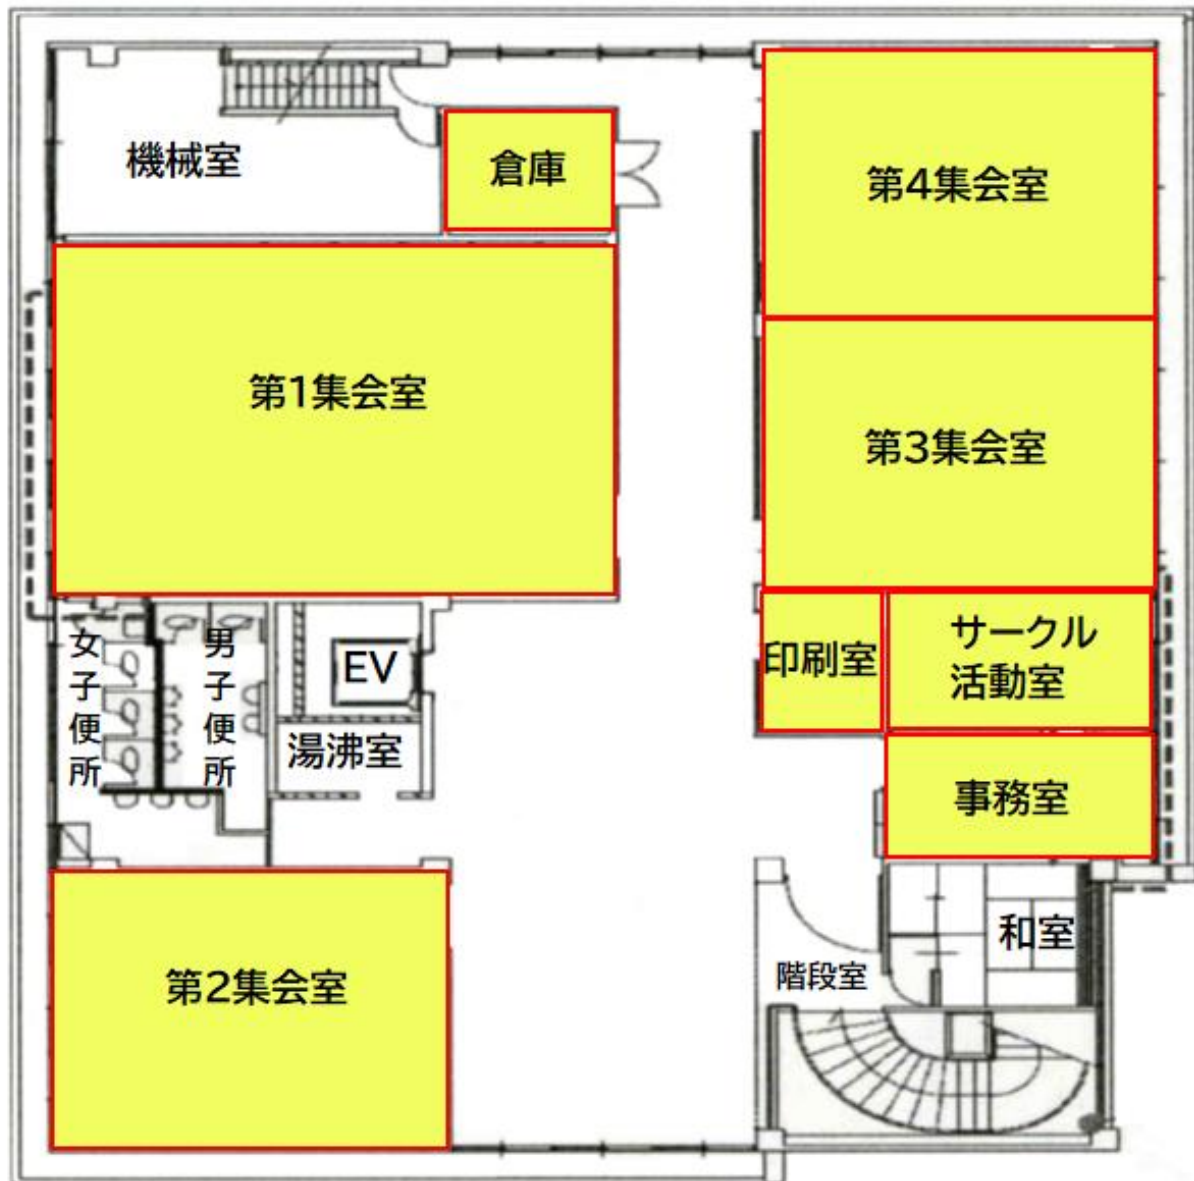 機械室
倉庫
第4集会室
第1集会室
第3集会室
女子便所
男子便所
EV
湯沸室
印刷室
サークル
活動室
事務室
第2集会室
和室
階段室